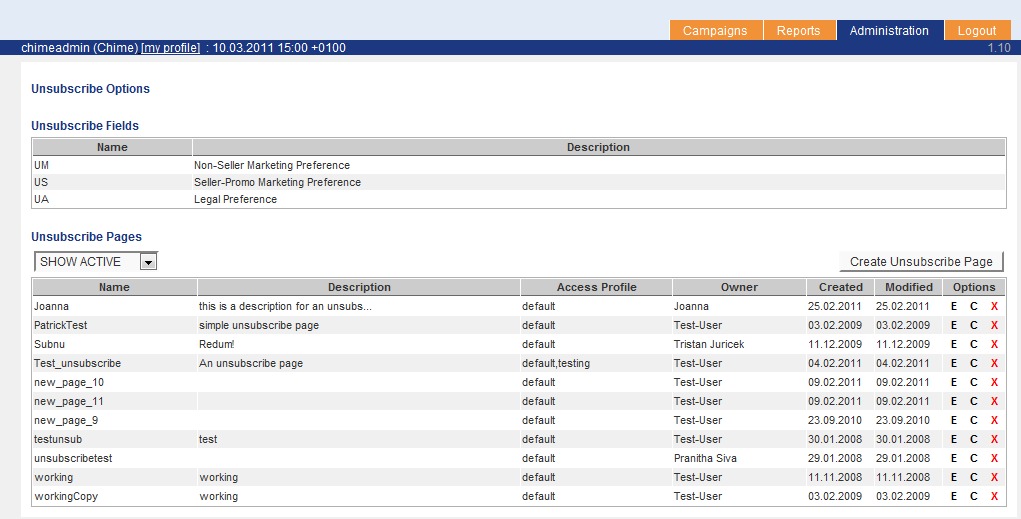 Campaigns Reports Administration Logout
chimeadmin (Chime) [my profile] : 10.03.2011 15:00 +0100 1.10
Unsubscribe Options
Unsubscribe Fields
Name Description
UM Non-Seller Marketing Preference
US Seller-Promo Marketing Preference
UA Legal Preference
Unsubscribe Pages
SHOW ACTIVE Create Unsubscribe Page
Name Description Access Profile Owner Created Modified Options
Joanna this is a description for an unsubs... default Joanna 25.02.2011 25.02.2011 E C X
PatrickTest simple unsubscribe page default Test-User 03.02.2009 03.02.2009 E C X
Subnu Redum! default Tristan Juricek 11.12.2009 11.12.2009 E C X
Test_unsubscribe An unsubscribe page default,testing Test-User 04.02.2011 04.02.2011 E C X
new_page_10 default Test-User 09.02.2011 09.02.2011 E C X
new_page_11 default Test-User 09.02.2011 09.02.2011 E C X
new_page_9 default Test-User 23.09.2010 23.09.2010 E C X
testunsub test default Test-User 30.01.2008 30.01.2008 E C X
unsubscribetest default Pranitha Siva 29.01.2008 29.01.2008 E C X
working working default Test-User 11.11.2008 11.11.2008 E C X
workingCopy working default Test-User 03.02.2009 03.02.2009 E C X